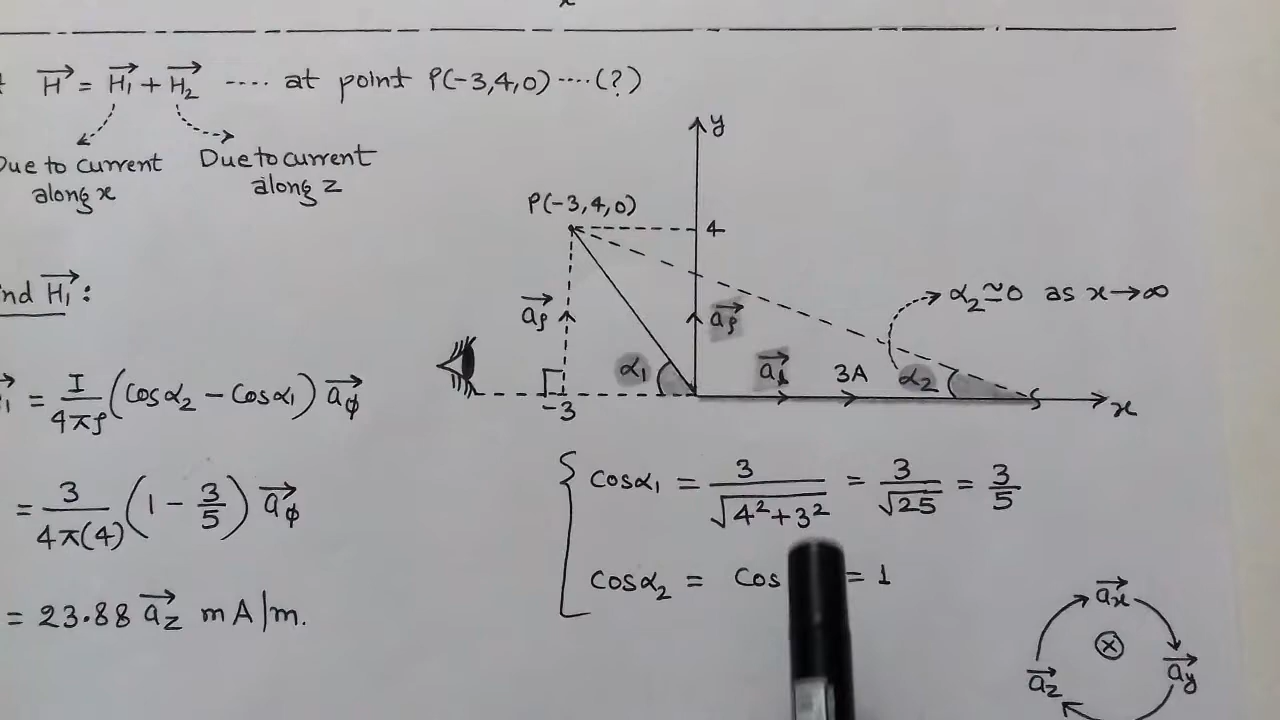 H⃗ = H⃗₁ + H⃗₂ ···· at point P(-3,4,0) ····(?)
Due to current along x
Due to current along z
P(-3,4,0)
y
4
a⃗ρ
a⃗ρ
α₂ ≃ 0 as x → ∞
α₁
a⃗
3A
α₂
-3
x
nd H⃗₁:
₁ = I/4πρ (cosα₂ - cosα₁) a⃗ϕ
= 3/4π(4) (1 - 3/5) a⃗ϕ
= 23.88 a⃗z mA/m.
cosα₁ = 3/√4²+3² = 3/√25 = 3/5
cosα₂ = cos = 1
a⃗x
a⃗y
a⃗z